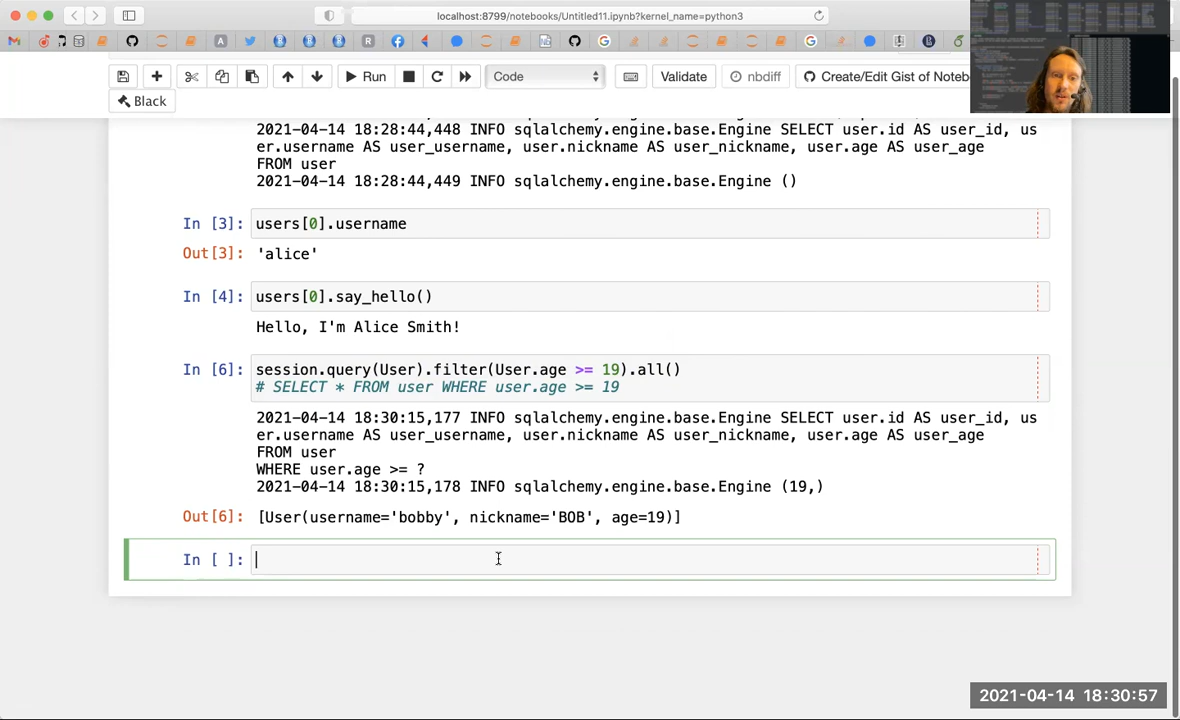 localhost:8799/notebooks/Untitled11.ipynb?kernel_name=python3
Run
Code
Validate
nbdiff
Create/Edit Gist of Noteb
Black
2021-04-14 18:28:44,448 INFO sqlalchemy.engine.base.Engine SELECT user.id AS user_id, us
er.username AS user_username, user.nickname AS user_nickname, user.age AS user_age
FROM user
2021-04-14 18:28:44,449 INFO sqlalchemy.engine.base.Engine ()
In [3]: users[0].username
Out[3]: 'alice'
In [4]: users[0].say_hello()
Hello, I'm Alice Smith!
In [6]: session.query(User).filter(User.age >= 19).all()
# SELECT * FROM user WHERE user.age >= 19
2021-04-14 18:30:15,177 INFO sqlalchemy.engine.base.Engine SELECT user.id AS user_id, us
er.username AS user_username, user.nickname AS user_nickname, user.age AS user_age
FROM user
WHERE user.age >= ?
2021-04-14 18:30:15,178 INFO sqlalchemy.engine.base.Engine (19,)
Out[6]: [User(username='bobby', nickname='BOB', age=19)]
In [ ]:
2021-04-14 18:30:57